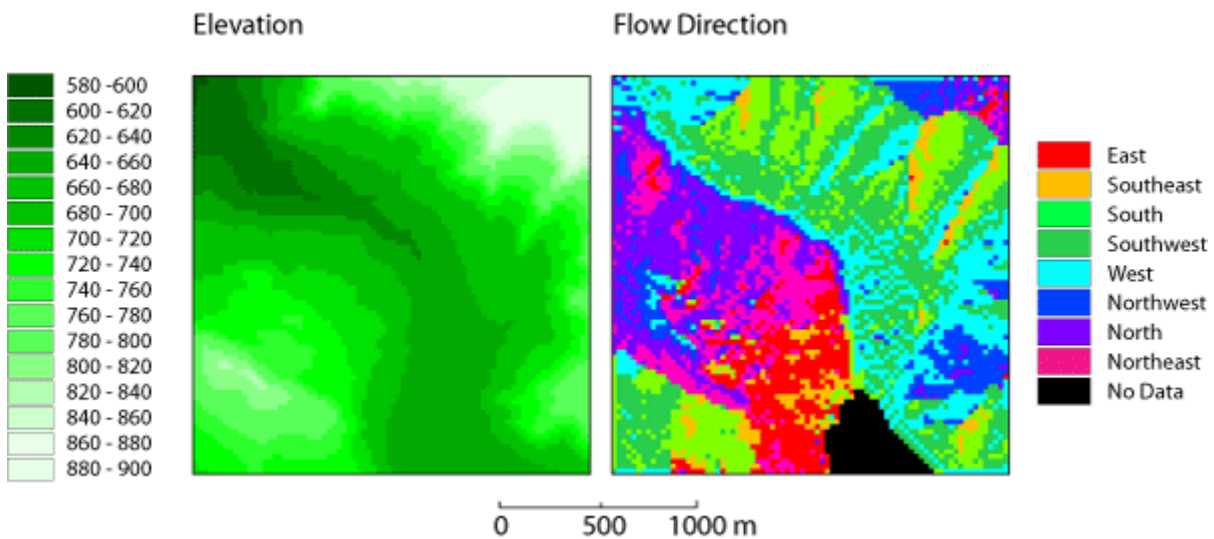 Elevation
Flow Direction
580 -600
600 - 620
620 - 640
640 - 660
660 - 680
680 - 700
700 - 720
720 - 740
740 - 760
760 - 780
780 - 800
800 - 820
820 - 840
840 - 860
860 - 880
880 - 900
East
Southeast
South
Southwest
West
Northwest
North
Northeast
No Data
0 500 1000 m